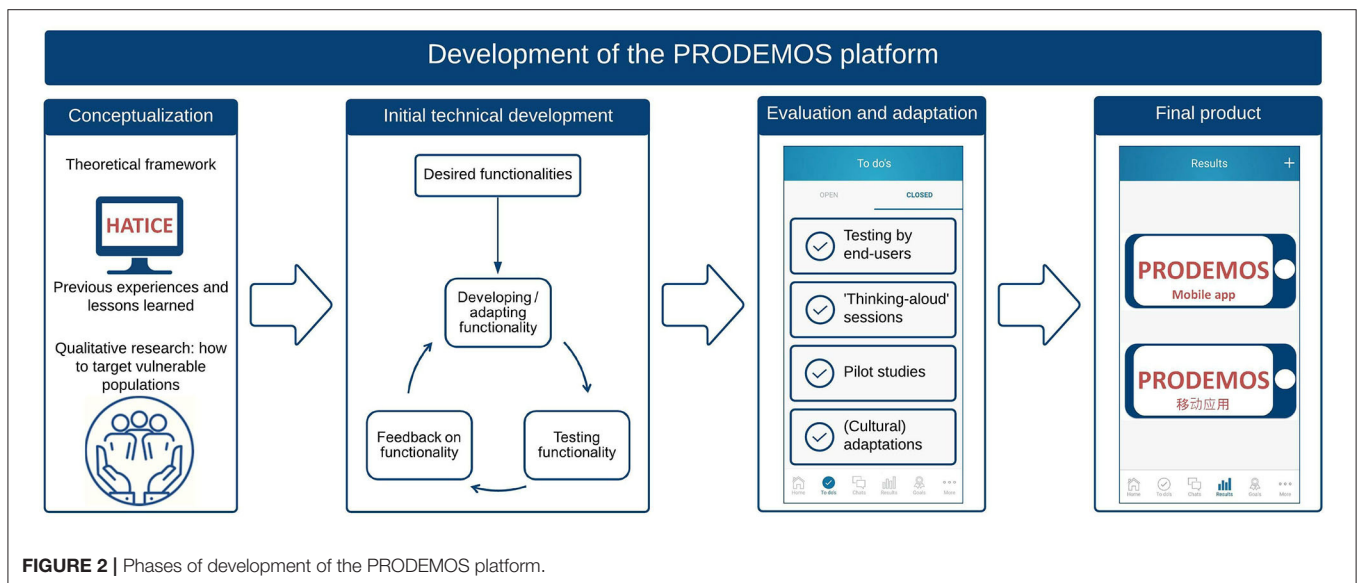 Development of the PRODEMOS platform
Conceptualization
Theoretical framework
HATICE
Previous experiences and
lessons learned
Qualitative research: how
to target vulnerable
populations
Initial technical development
Desired functionalities
Developing /
adapting
functionality
Feedback on
functionality
Testing
functionality
Evaluation and adaptation
To do's
OPEN
CLOSED
Testing by
end-users
'Thinking-aloud'
sessions
Pilot studies
(Cultural)
adaptations
Home
To do's
Chats
Results
Goals
More
Final product
Results +
PRODEMOS
Mobile app
PRODEMOS
移动应用
Home
To do's
Chats
Results
Goals
More
FIGURE 2 | Phases of development of the PRODEMOS platform.